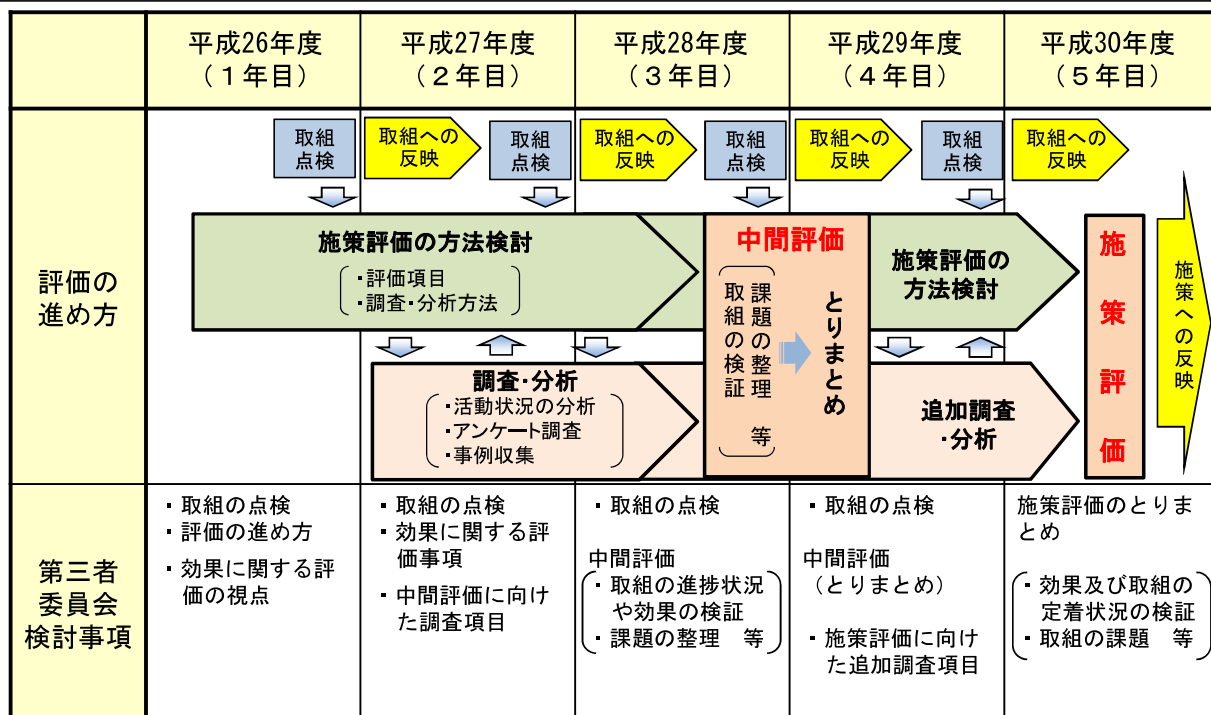 平成26年度
（１年目）
平成27年度
（２年目）
平成28年度
（３年目）
平成29年度
（４年目）
平成30年度
（５年目）
評価の
進め方
取組
点検
取組への
反映
取組
点検
取組への
反映
取組
点検
取組への
反映
取組
点検
取組への
反映
施策評価の方法検討
・評価項目
・調査・分析方法
中間評価
課題の整理　等
取組の検証
とりまとめ
施策評価の
方法検討
調査・分析
・活動状況の分析
・アンケート調査
・事例収集
追加調査
・分析
施策評価
施策への反映
第三者
委員会
検討事項
・取組の点検
・評価の進め方
・効果に関する評
価の視点
・取組の点検
・効果に関する評
価事項
・中間評価に向け
た調査項目
・取組の点検
中間評価
・取組の進捗状況
や効果の検証
・課題の整理　等
・取組の点検
中間評価
（とりまとめ）
・施策評価に向け
た追加調査項目
施策評価のとりま
とめ
・効果及び取組の
定着状況の検証
・取組の課題　等